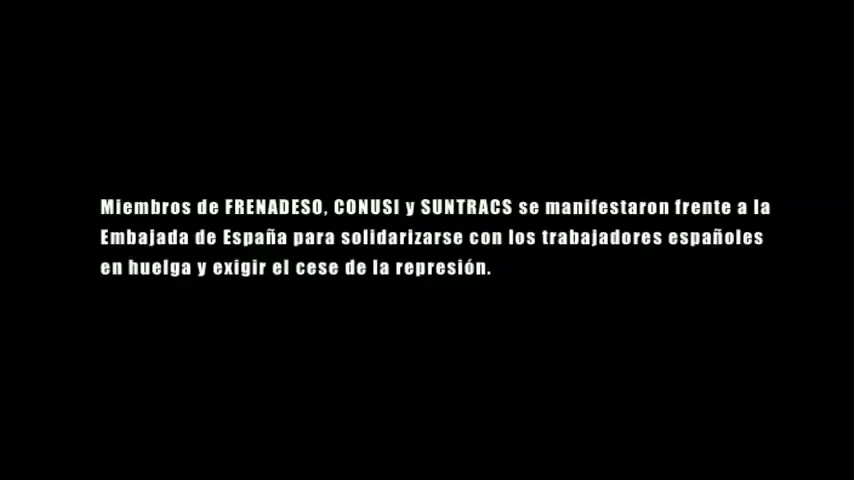 Miembros de FRENADESO, CONUSI y SUNTRACS se manifestaron frente a la
Embajada de España para solidarizarse con los trabajadores españoles
en huelga y exigir el cese de la represión.